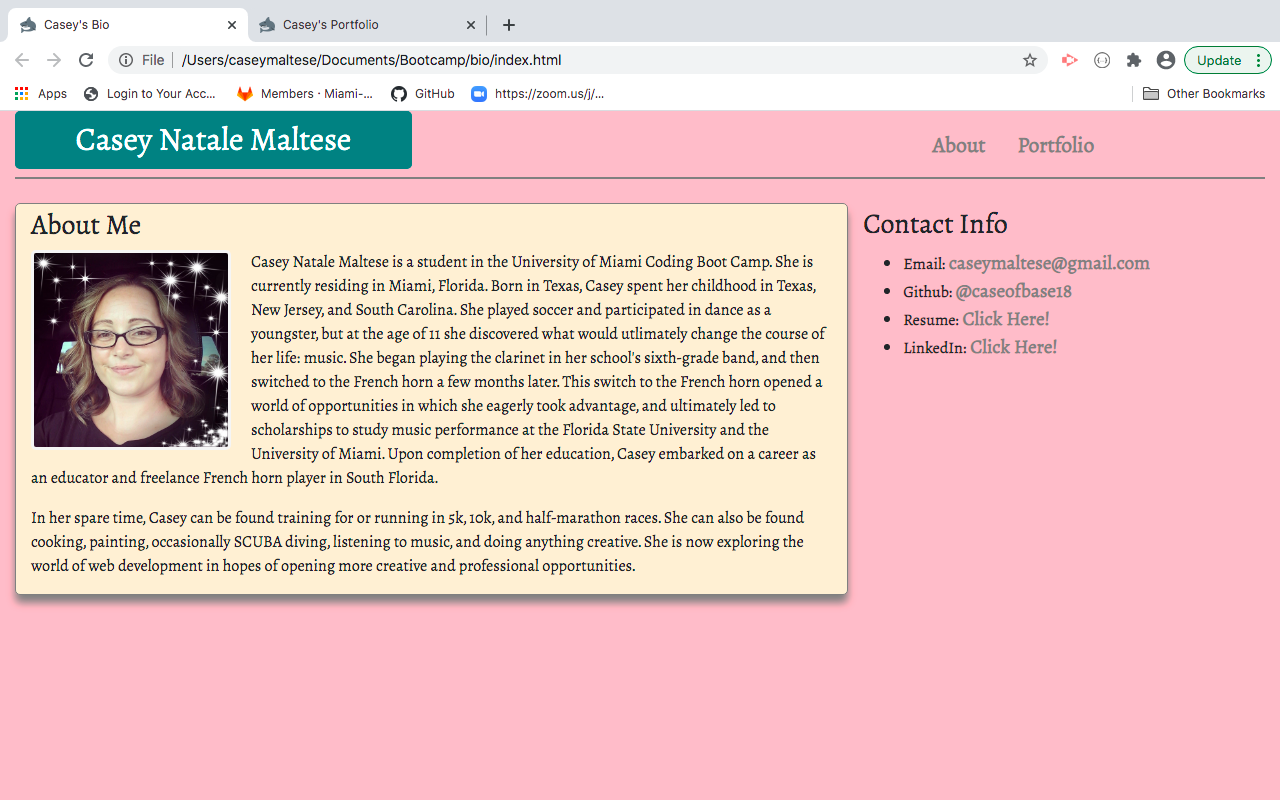 Casey's Bio
Casey's Portfolio
File
/Users/caseymaltese/Documents/Bootcamp/bio/index.html
Update
Apps
Login to Your Acc...
Members · Miami-...
GitHub
https://zoom.us/j/...
Other Bookmarks
Casey Natale Maltese
About
Portfolio
About Me
Casey Natale Maltese is a student in the University of Miami Coding Boot Camp. She is
currently residing in Miami, Florida. Born in Texas, Casey spent her childhood in Texas,
New Jersey, and South Carolina. She played soccer and participated in dance as a
youngster, but at the age of 11 she discovered what would utlimately change the course of
her life: music. She began playing the clarinet in her school's sixth-grade band, and then
switched to the French horn a few months later. This switch to the French horn opened a
world of opportunities in which she eagerly took advantage, and ultimately led to
scholarships to study music performance at the Florida State University and the
University of Miami. Upon completion of her education, Casey embarked on a career as
an educator and freelance French horn player in South Florida.
In her spare time, Casey can be found training for or running in 5k, 10k, and half-marathon races. She can also be found
cooking, painting, occasionally SCUBA diving, listening to music, and doing anything creative. She is now exploring the
world of web development in hopes of opening more creative and professional opportunities.
Contact Info
Email: caseymaltese@gmail.com
Github: @caseofbase18
Resume: Click Here!
LinkedIn: Click Here!